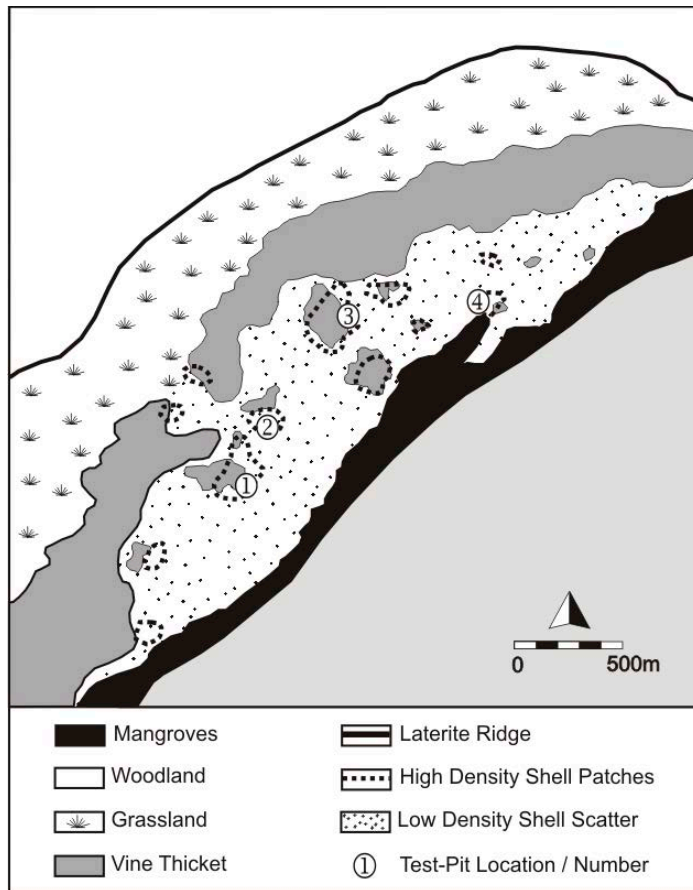 ③
④
②
①
0 500m
Mangroves Laterite Ridge
Woodland High Density Shell Patches
Grassland Low Density Shell Scatter
Vine Thicket ① Test-Pit Location / Number